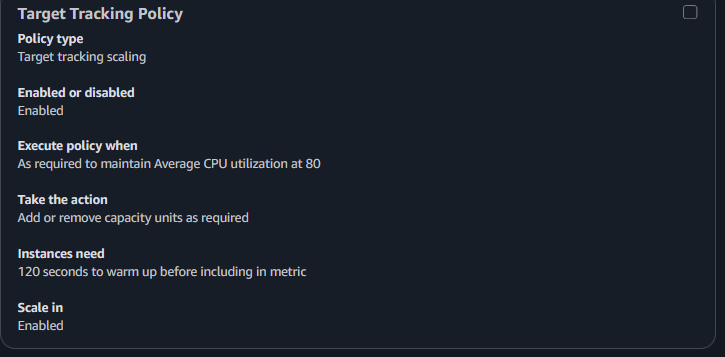 Target Tracking Policy
Policy type
Target tracking scaling
Enabled or disabled
Enabled
Execute policy when
As required to maintain Average CPU utilization at 80
Take the action
Add or remove capacity units as required
Instances need
120 seconds to warm up before including in metric
Scale in
Enabled